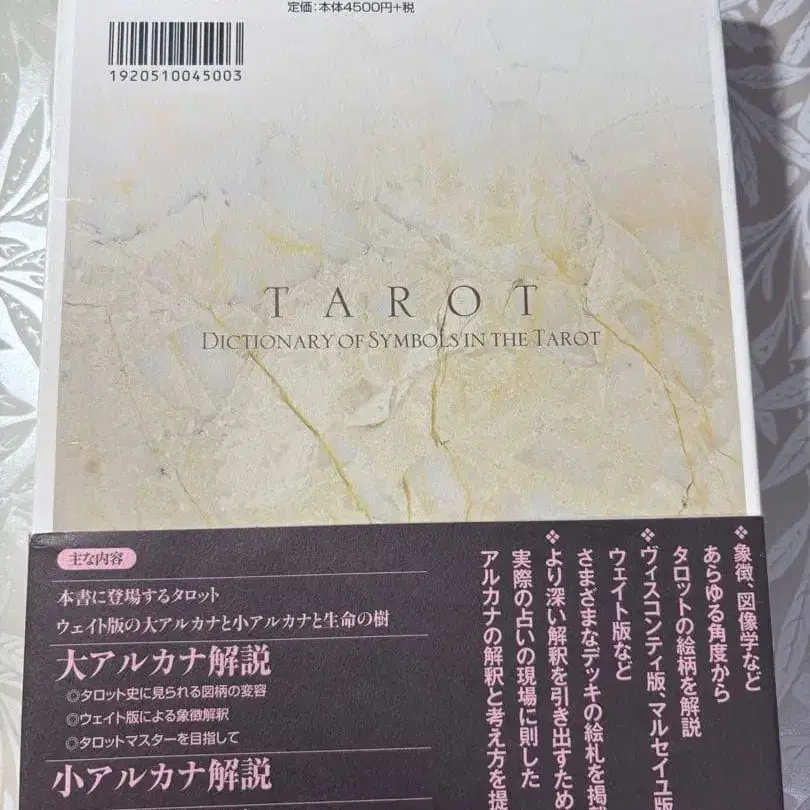 定価:本体4500円+税
1920510045003
TAROT
DICTIONARY OF SYMBOLS IN THE TAROT
主な内容
本書に登場するタロット
ウェイト版の大アルカナと小アルカナと生命の樹
大アルカナ解説
◎タロット史に見られる図柄の変容
◎ウェイト版による象徴解釈
◎タロットマスターを目指して
小アルカナ解説
❖象徴、図像学など
あらゆる角度から
タロットの絵柄を解説
❖ヴィスコンティ版、マルセイユ版
ウェイト版など
さまざまなデッキの絵札を掲
❖より深い解釈を引き出すため
実際の占いの現場に則した
アルカナの解釈と考え方を提